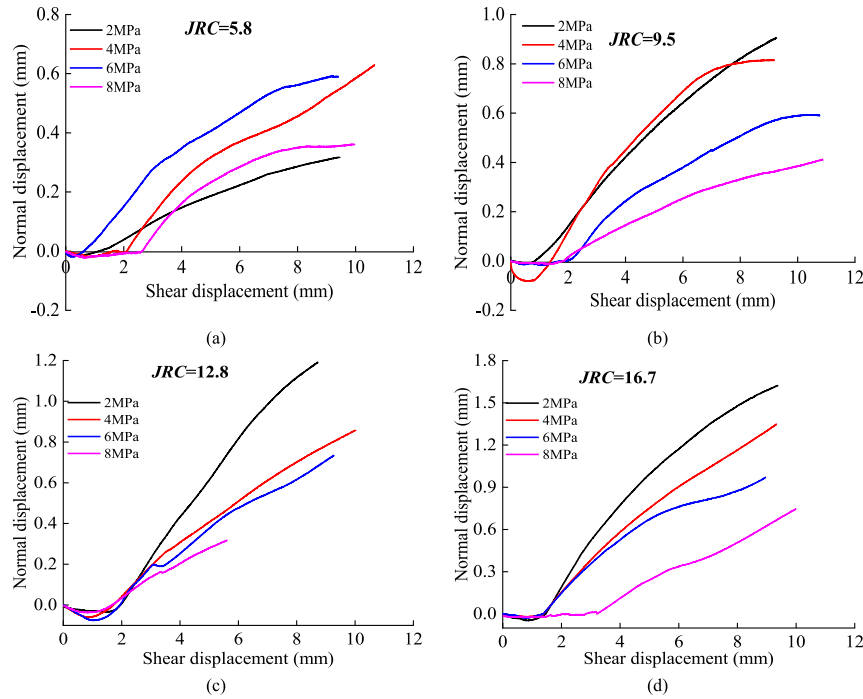 JRC=5.8
2MPa
4MPa
6MPa
8MPa
0.8
0.6
0.4
0.2
0.0
-0.2
0 2 4 6 8 10 12
Normal displacement (mm)
Shear displacement (mm)
(a)
JRC=9.5
2MPa
4MPa
6MPa
8MPa
1.0
0.8
0.6
0.4
0.2
0.0
-0.2
0 2 4 6 8 10 12
Normal displacement (mm)
Shear displacement (mm)
(b)
JRC=12.8
2MPa
4MPa
6MPa
8MPa
1.2
1.0
0.8
0.6
0.4
0.2
0.0
0 2 4 6 8 10 12
Normal displacement (mm)
Shear displacement (mm)
(c)
JRC=16.7
2MPa
4MPa
6MPa
8MPa
1.8
1.5
1.2
0.9
0.6
0.3
0.0
0 2 4 6 8 10 12
Normal displacement (mm)
Shear displacement (mm)
(d)